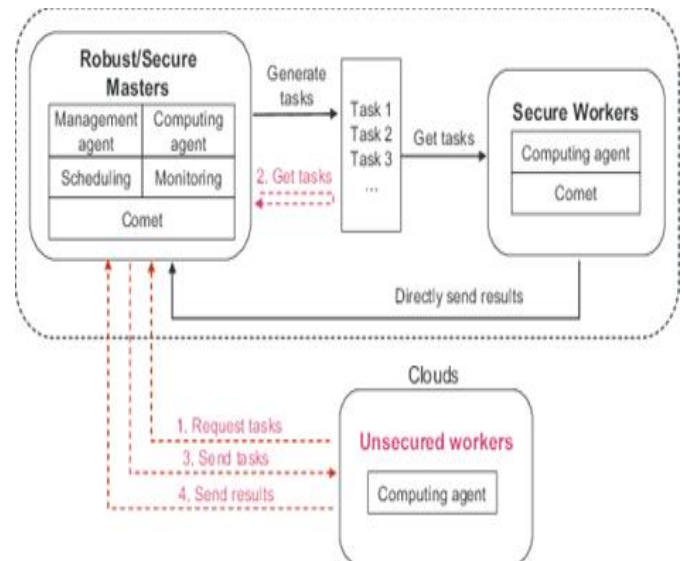 Robust/Secure
Masters
Management
agent
Computing
agent
Scheduling
Monitoring
Comet
Generate
tasks
2. Get tasks
Task 1
Task 2
Task 3
...
Get tasks
Secure Workers
Computing agent
Comet
Directly send results
Clouds
1. Request tasks
3. Send tasks
4. Send results
Unsecured workers
Computing agent